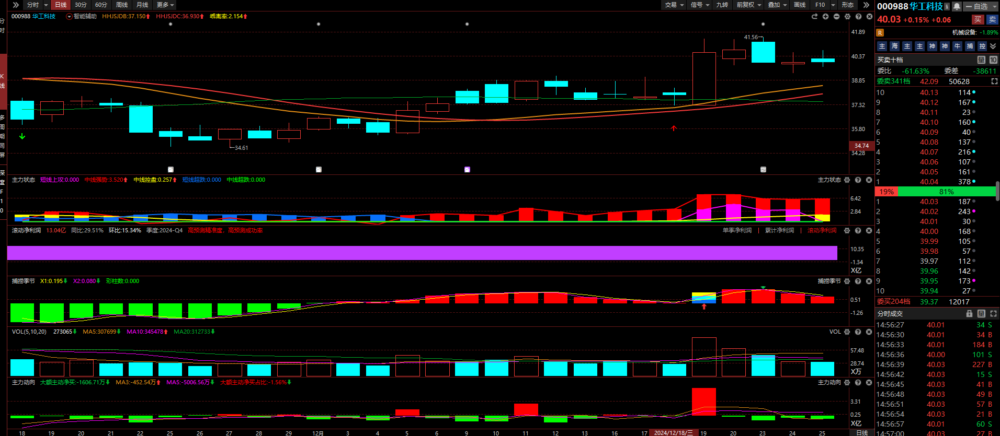 分时 日线 30分 60分 周线 月线 更多 交易 信号 九转 前复权 叠加 画线 F10 形态
000988 华工科技 智能辅助 HHJSJDB:37.150 HHJSJDC:36.930 乖离率:2.154
分时
K线
多周期同屏
深度F10
41.89
40.37
38.85
37.32
35.80
34.74
34.28
41.56
34.61
主力状态 短线上攻:0.000 中线强势:3.520 中线控盘:0.257 短线超跌:0.000 中线超跌:0.000 主力状态
6.42
2.84
滚动净利润 13.04亿 同比:29.51% 环比:15.34% 季度:2024-Q4 高预测精准度，高预测成功率 单季净利润 | 累计净利润 | 滚动净利润
10.35
-1.34
X亿
捕捞季节 X1:0.195 X2:0.080 彩柱数:0.000 捕捞季节
0.51
-1.26
VOL(5,10,20) 273065 MA5:307699 MA10:345478 MA20:312733 VOL
57.48
28.74
X万
主力动向 大额主动净买:-1606.71万 MA3:-452.54万 MA5:-5006.56万 大额主动净买占比:-1.56% 主力动向
3.31
0.25
X亿
18 19 20 21 22 25 26 27 28 29 12月 3 4 5 6 9 10 11 12 13 16 17 2024/12/18/三 19 20 23 24 25 日线
000988 华工科技 自选
40.03 +0.15% +0.06 买 卖
R 机械设备: -1.89%
主 海 主 主 神 神 牛 捕 控
买卖十档 量 10
委比 -61.63% 委差 -38611
委卖341档 42.09 50628
10 40.13 114
9 40.12 167
8 40.11 23
7 40.10 160
6 40.09 40
5 40.08 137
4 40.07 216
3 40.06 107
2 40.05 161
1 40.04 378
19% 81%
1 40.03 187
2 40.02 243
3 40.01 30
4 40.00 168
5 39.99 105
6 39.98 57
7 39.97 112
8 39.96 142
9 39.95 173
10 39.94 27
委买204档 39.37 12017
分时成交 量
14:56:27 40.01 34 S
14:56:30 40.01 34 B
14:56:33 40.01 184 B
14:56:36 40.00 101 S
14:56:39 40.03 227 B
14:56:42 40.03 15 S
14:56:45 40.03 41 B
14:56:48 40.03 49 B
14:56:51 40.03 57 B
14:56:54 40.03 21 B
14:56:57 40.01 60 S
14:57:00 40.03 27 B